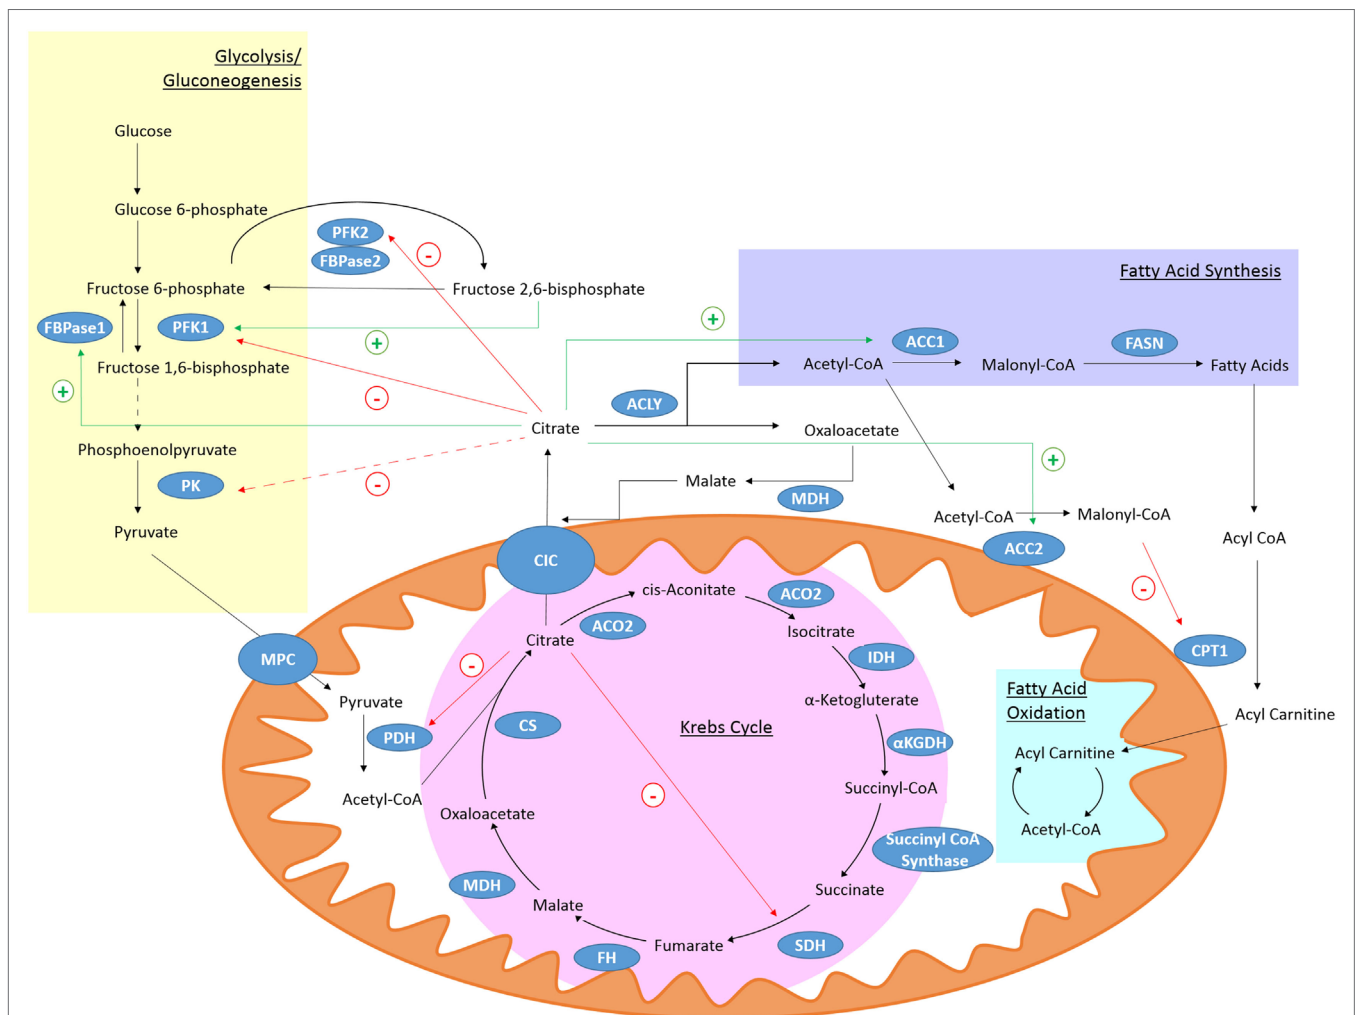 Glycolysis/
Gluconeogenesis
Glucose
Glucose 6-phosphate
PFK2
FBPase2
-
Fructose 6-phosphate
Fructose 2,6-bisphosphate
FBPase1
PFK1
+
Fructose 1,6-bisphosphate
+
-
Phosphoenolpyruvate
PK
-
Pyruvate
Fatty Acid Synthesis
+
ACC1
FASN
Acetyl-CoA
Malonyl-CoA
Fatty Acids
ACLY
Citrate
Oxaloacetate
+
Malate
MDH
Acetyl-CoA
Malonyl-CoA
ACC2
Acyl CoA
-
CPT1
Acyl Carnitine
CIC
MPC
cis-Aconitate
ACO2
Citrate
ACO2
Isocitrate
-
IDH
Pyruvate
α-Ketogluterate
PDH
CS
Krebs Cycle
αKGDH
Acetyl-CoA
-
Succinyl-CoA
Oxaloacetate
Succinyl CoA
Synthase
MDH
Succinate
Malate
Fumarate
SDH
FH
Fatty Acid
Oxidation
Acyl Carnitine
Acetyl-CoA